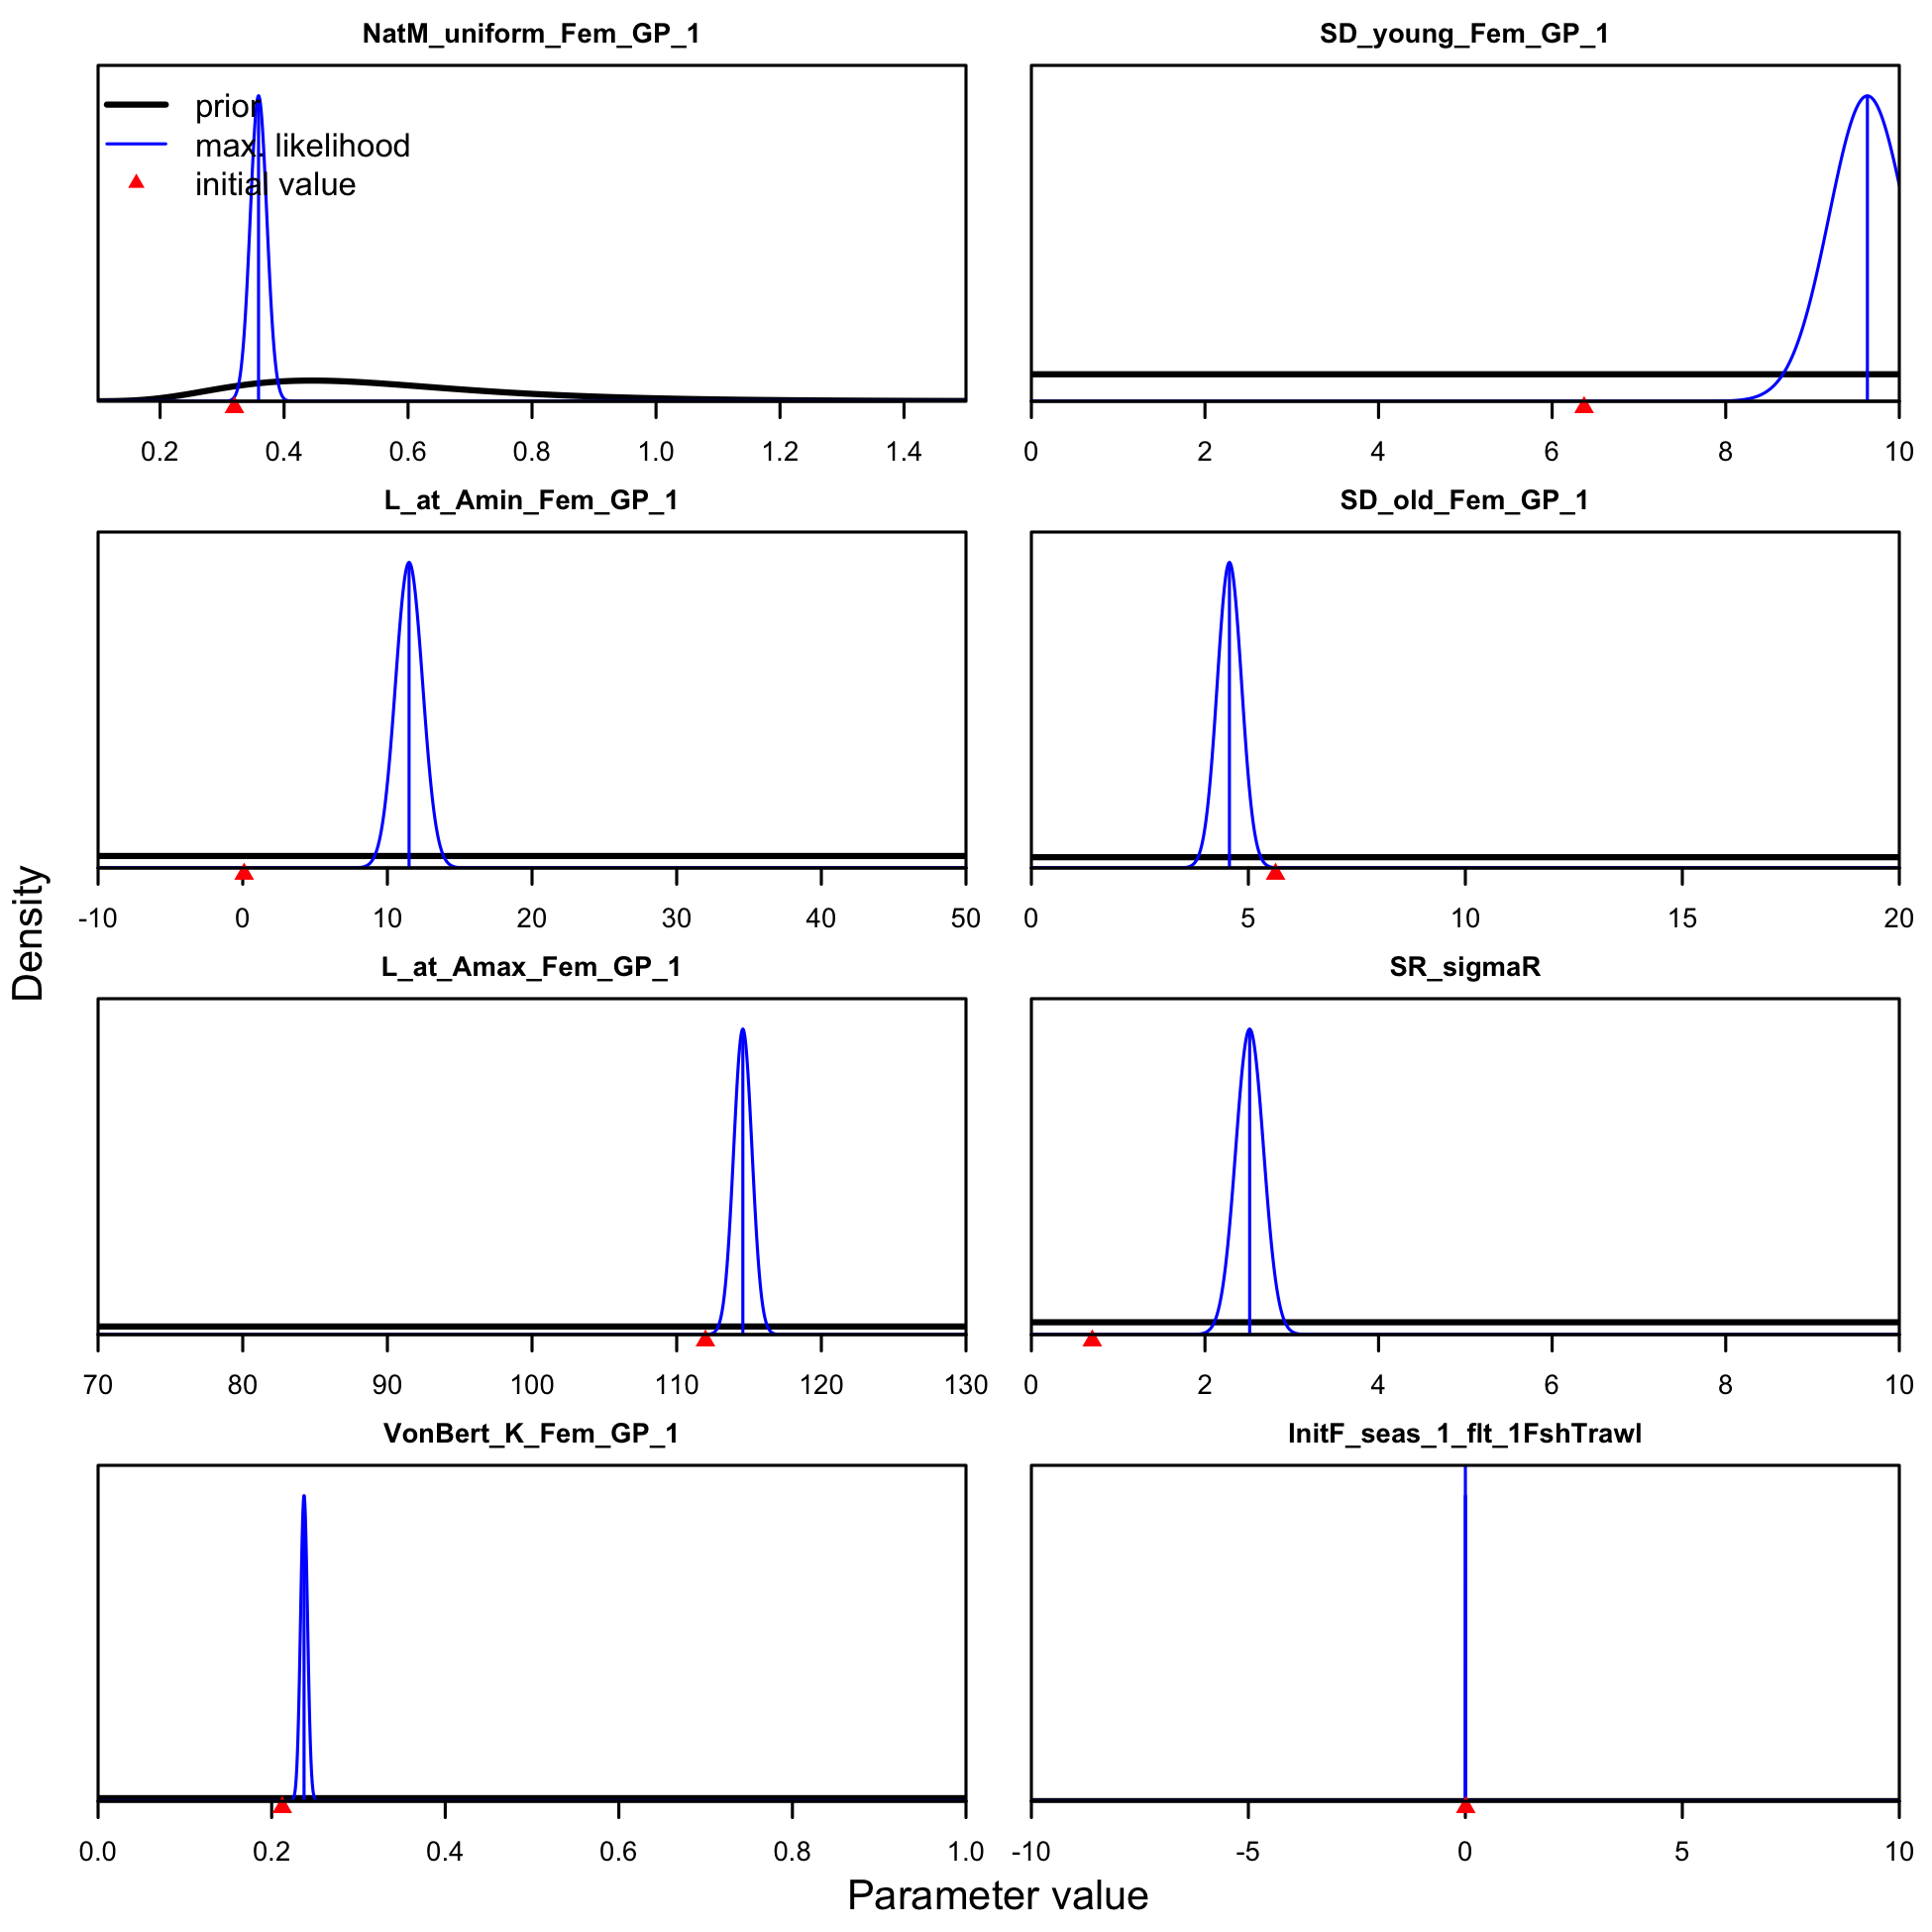 NatM_uniform_Fem_GP_1
prior
max. likelihood
initial value
0.2 0.4 0.6 0.8 1.0 1.2 1.4
SD_young_Fem_GP_1
0 2 4 6 8 10
L_at_Amin_Fem_GP_1
-10 0 10 20 30 40 50
SD_old_Fem_GP_1
0 5 10 15 20
L_at_Amax_Fem_GP_1
70 80 90 100 110 120 130
SR_sigmaR
0 2 4 6 8 10
VonBert_K_Fem_GP_1
0.0 0.2 0.4 0.6 0.8 1.0
InitF_seas_1_flt_1FshTrawl
-10 -5 0 5 10
Density
Parameter value